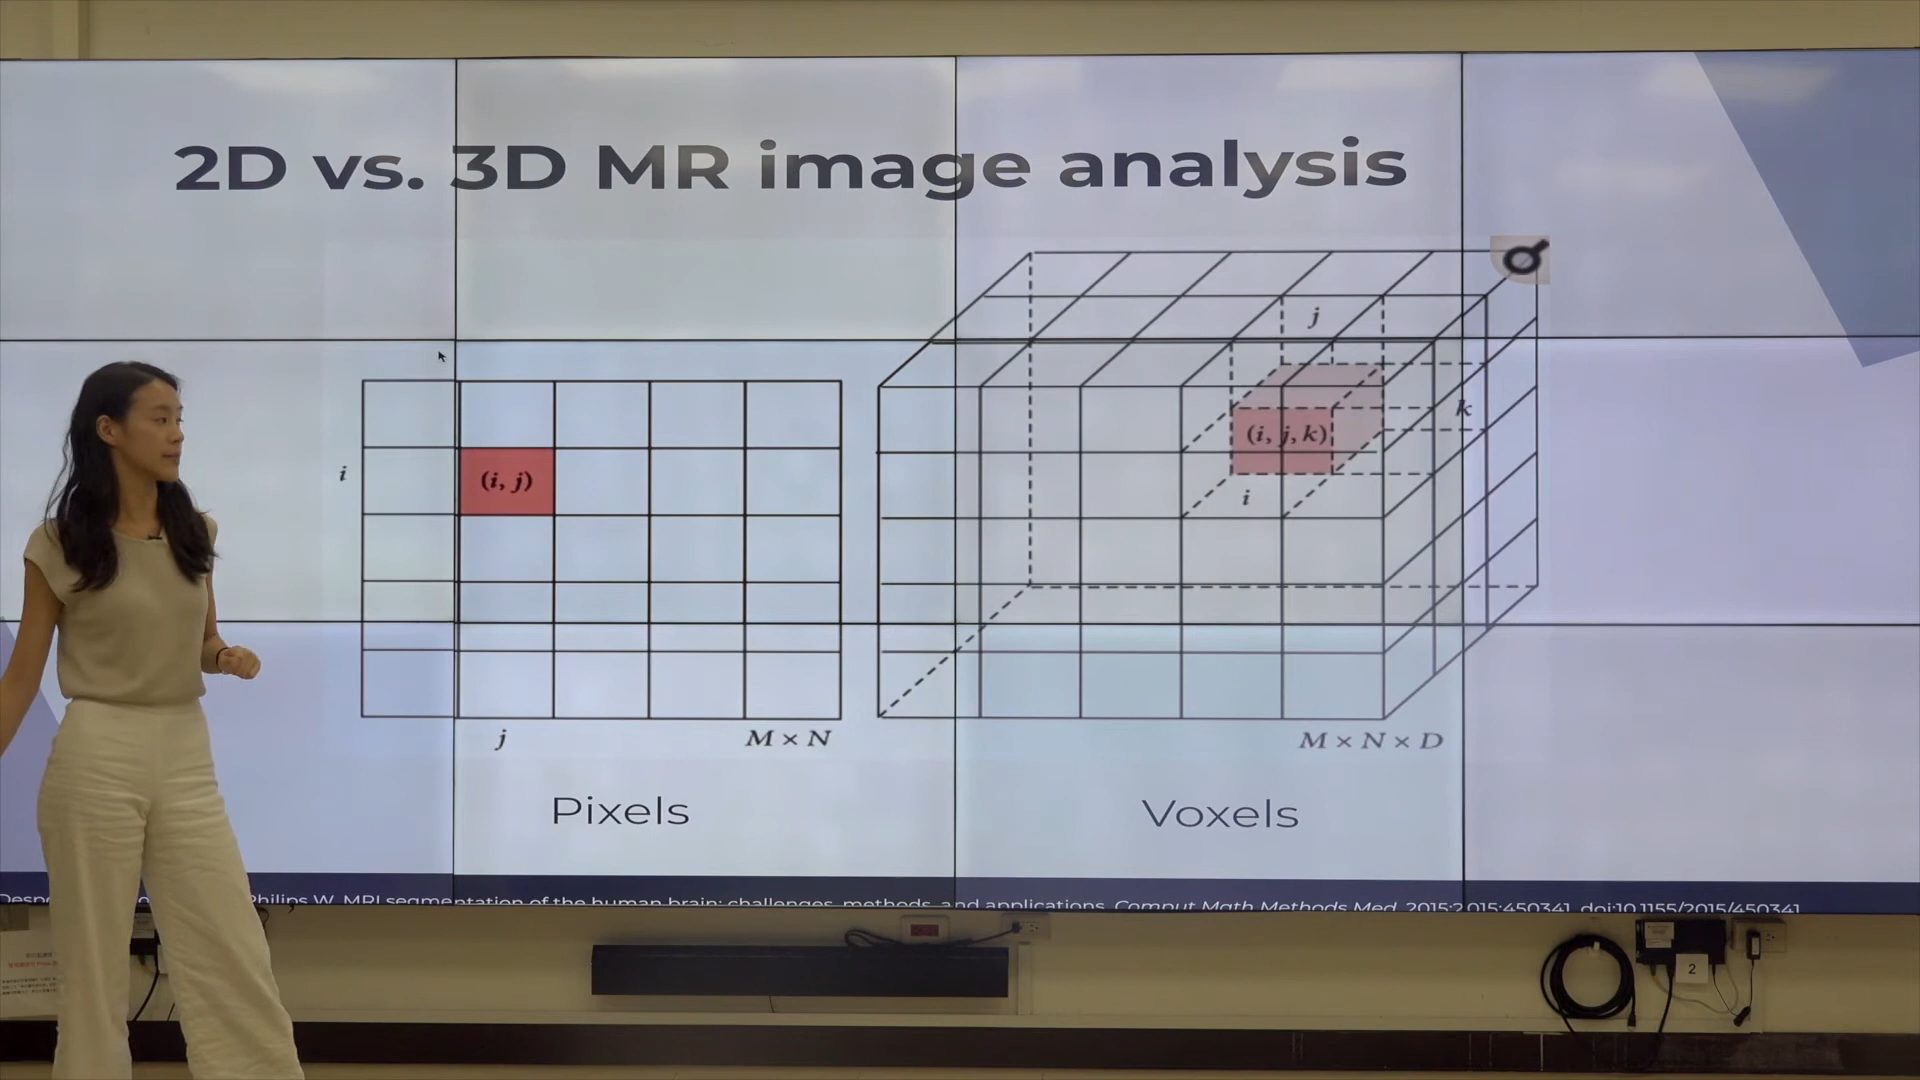 2D vs. 3D MR image analysis
j
k
(i, j, k)
i
(i, j)
i
j
M × N
M × N × D
Pixels
Voxels
Philips W. MRI segmentation of the human brain: challenges, methods, and applications. Comput Math Methods Med. 2015;2015:450341. doi:10.1155/2015/450341
2